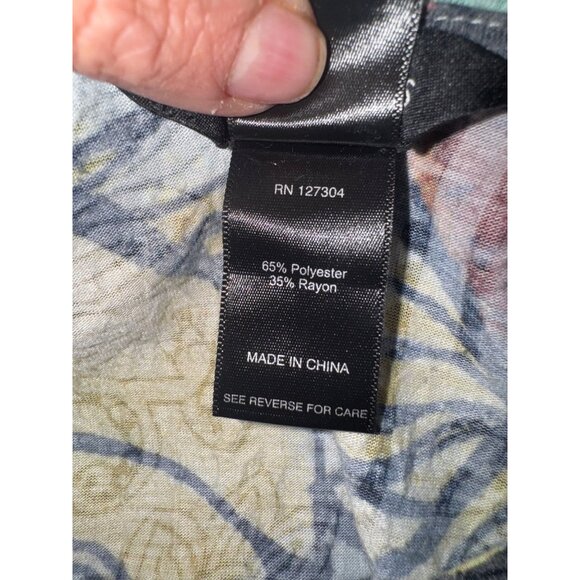 RN 127304
65% Polyester
35% Rayon
MADE IN CHINA
SEE REVERSE FOR CARE